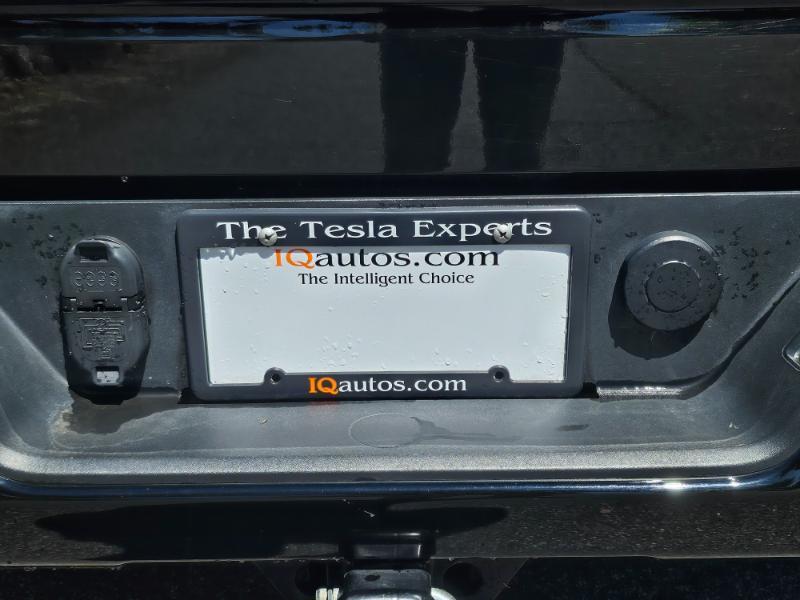 The Tesla Experts
IQautos.com
The Intelligent Choice
IQautos.com